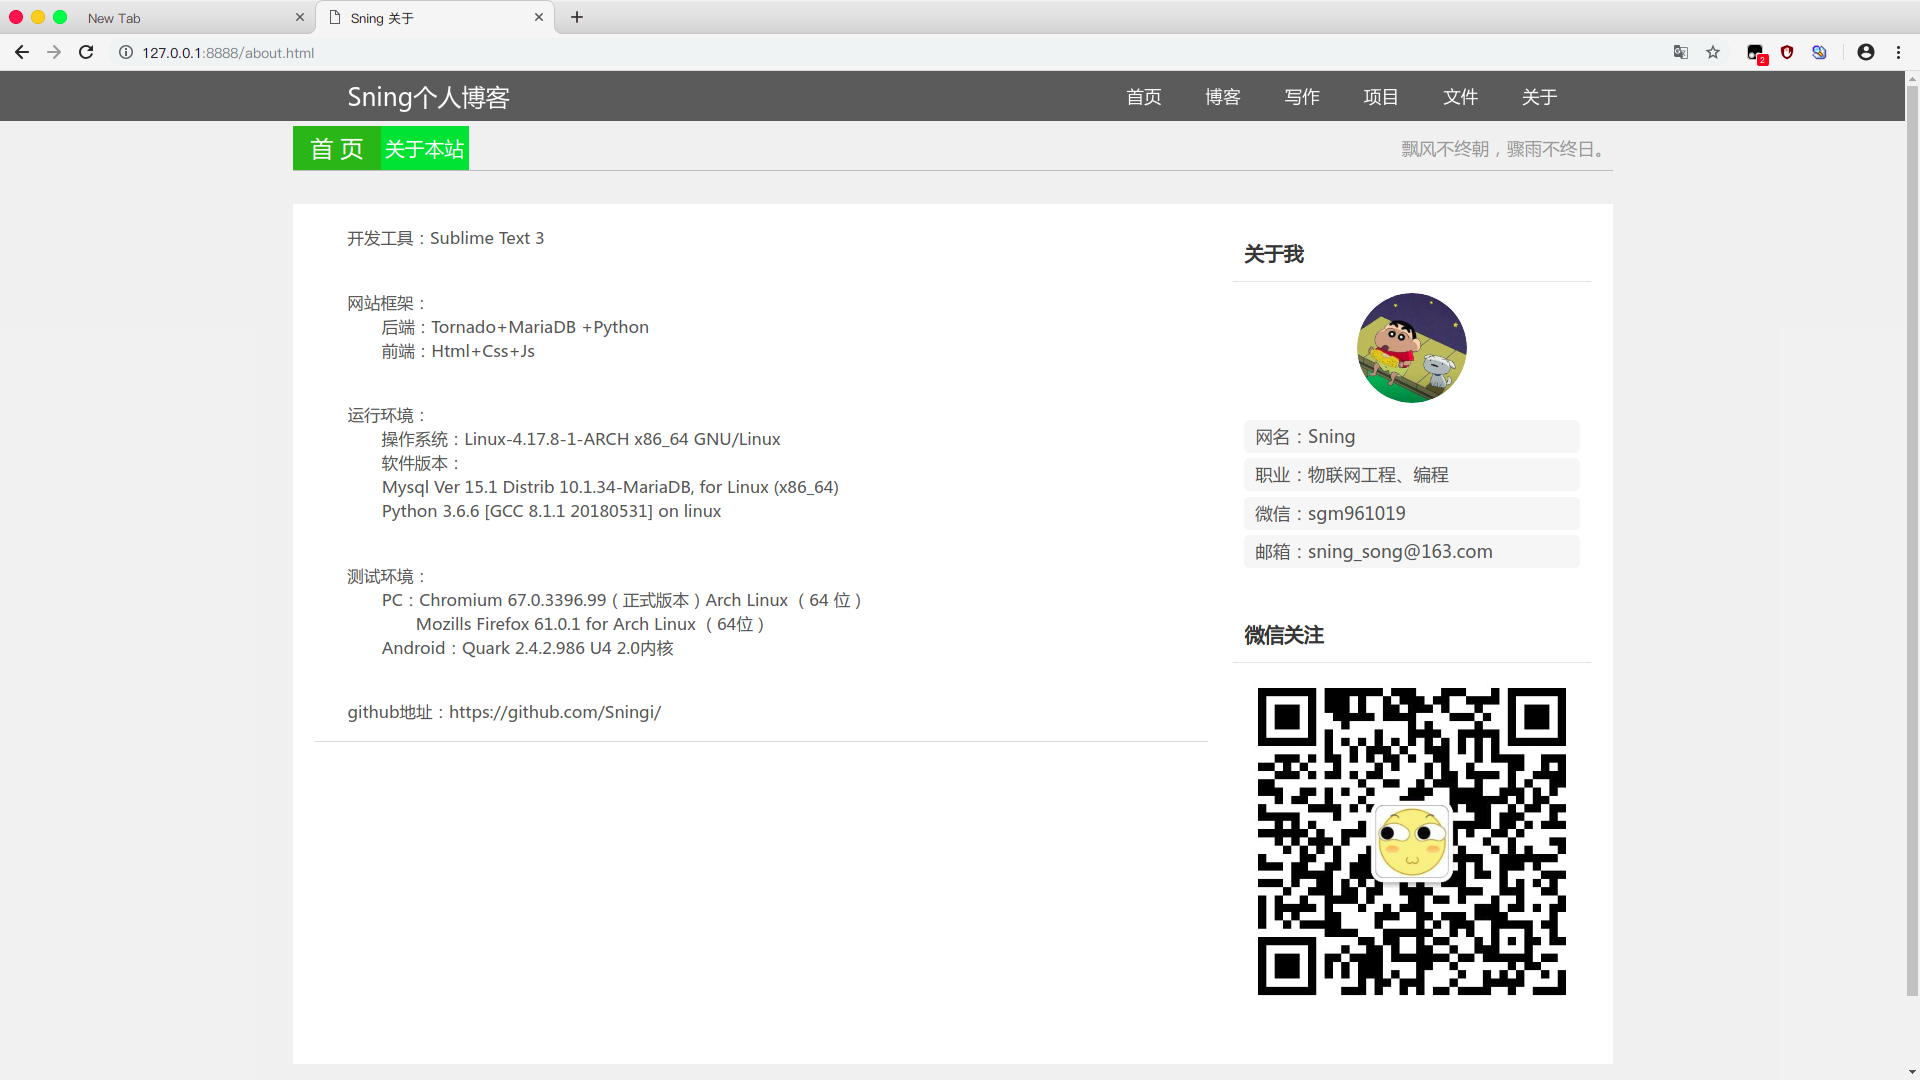 New Tab
Sning 关于
127.0.0.1:8888/about.html
2
Sning个人博客
首页 博客 写作 项目 文件 关于
首 页 关于本站
飘风不终朝，骤雨不终日。
开发工具：Sublime Text 3
网站框架：
后端：Tornado+MariaDB +Python
前端：Html+Css+Js
运行环境：
操作系统：Linux-4.17.8-1-ARCH x86_64 GNU/Linux
软件版本：
Mysql Ver 15.1 Distrib 10.1.34-MariaDB, for Linux (x86_64)
Python 3.6.6 [GCC 8.1.1 20180531] on linux
测试环境：
PC：Chromium 67.0.3396.99（正式版本）Arch Linux （64 位）
Mozills Firefox 61.0.1 for Arch Linux （64位）
Android：Quark 2.4.2.986 U4 2.0内核
github地址：https://github.com/Sningi/
关于我
网名：Sning
职业：物联网工程、编程
微信：sgm961019
邮箱：sning_song@163.com
微信关注